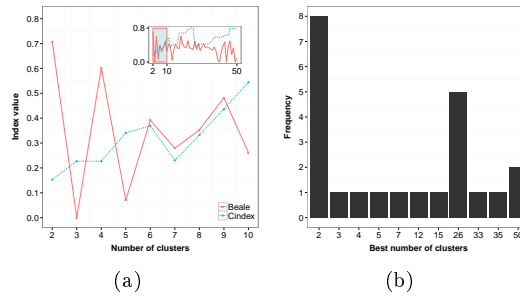 0.8
0.7
0.6
0.5
0.4
0.3
0.2
0.1
0.0
Index value
2 3 4 5 6 7 8 9 10
Number of clusters
0.8
0.0
2 10 50
Beale
Cindex
(a)
8
7
6
5
4
3
2
1
0
Frequency
2 3 4 5 7 12 15 26 33 35 50
Best number of clusters
(b)